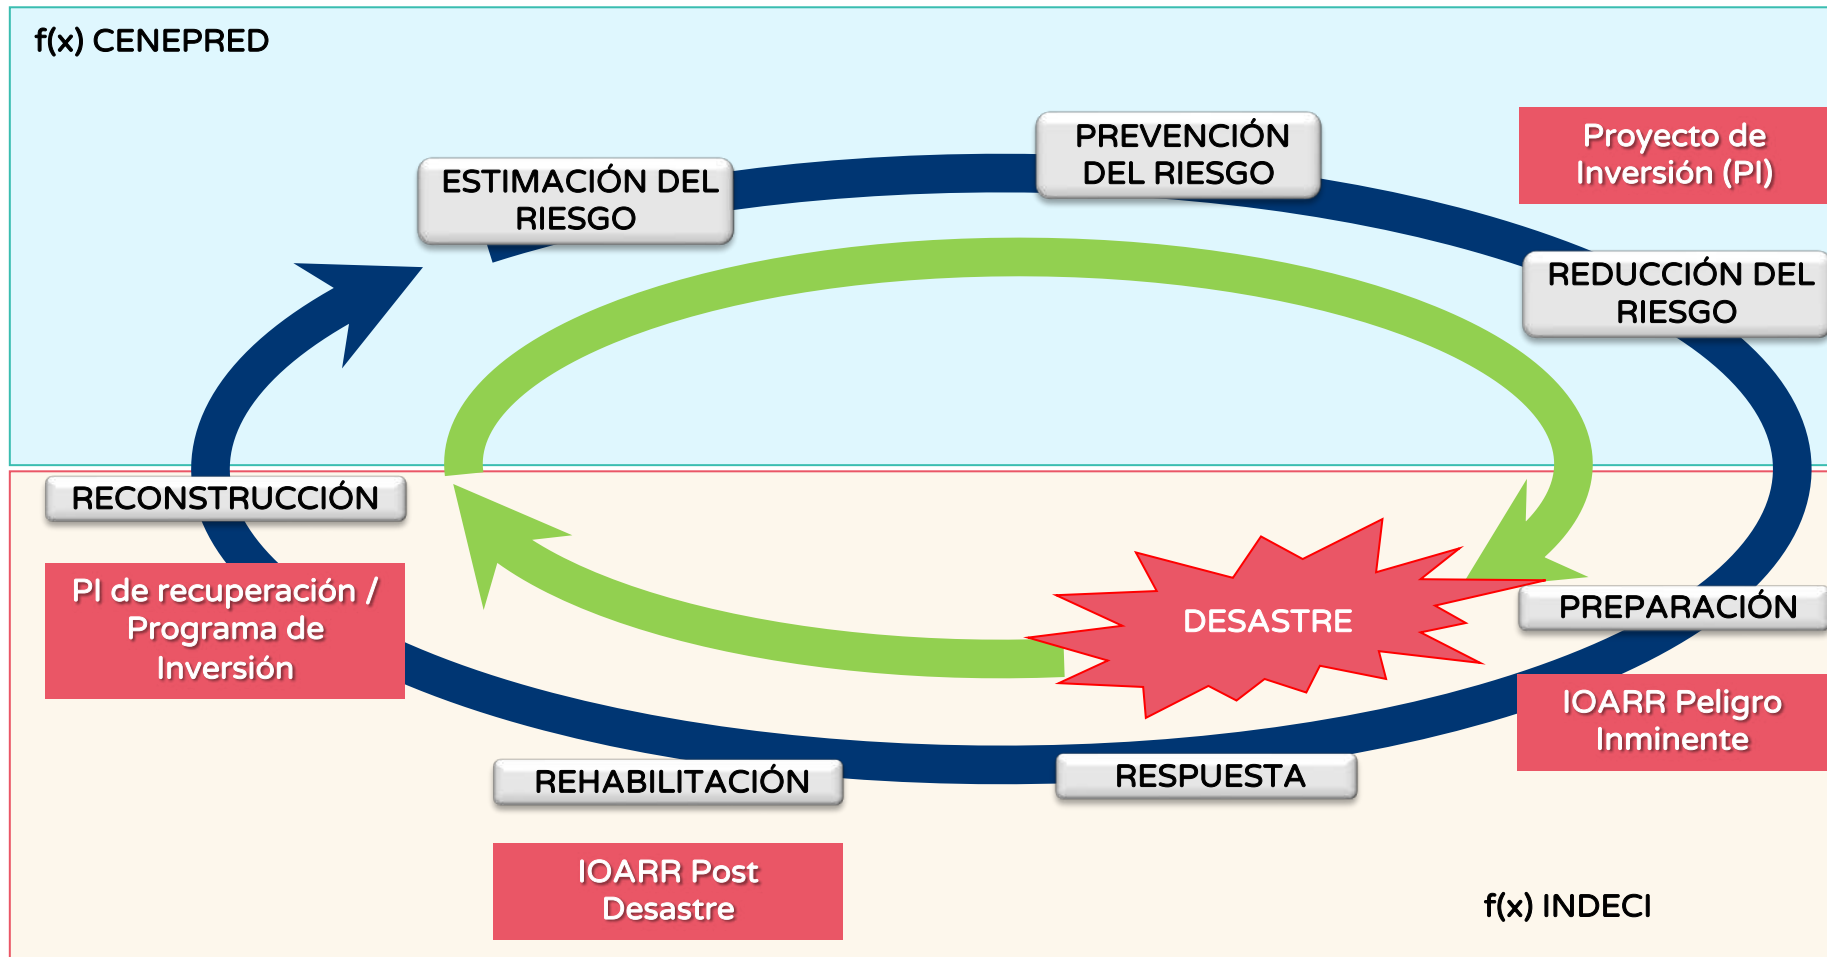 f(x) CENEPRED
PREVENCIÓN
DEL RIESGO
Proyecto de
Inversión (PI)
ESTIMACIÓN DEL
RIESGO
REDUCCIÓN DEL
RIESGO
RECONSTRUCCIÓN
PI de recuperación /
Programa de
Inversión
DESASTRE
PREPARACIÓN
IOARR Peligro
Inminente
REHABILITACIÓN
RESPUESTA
IOARR Post
Desastre
f(x) INDECI